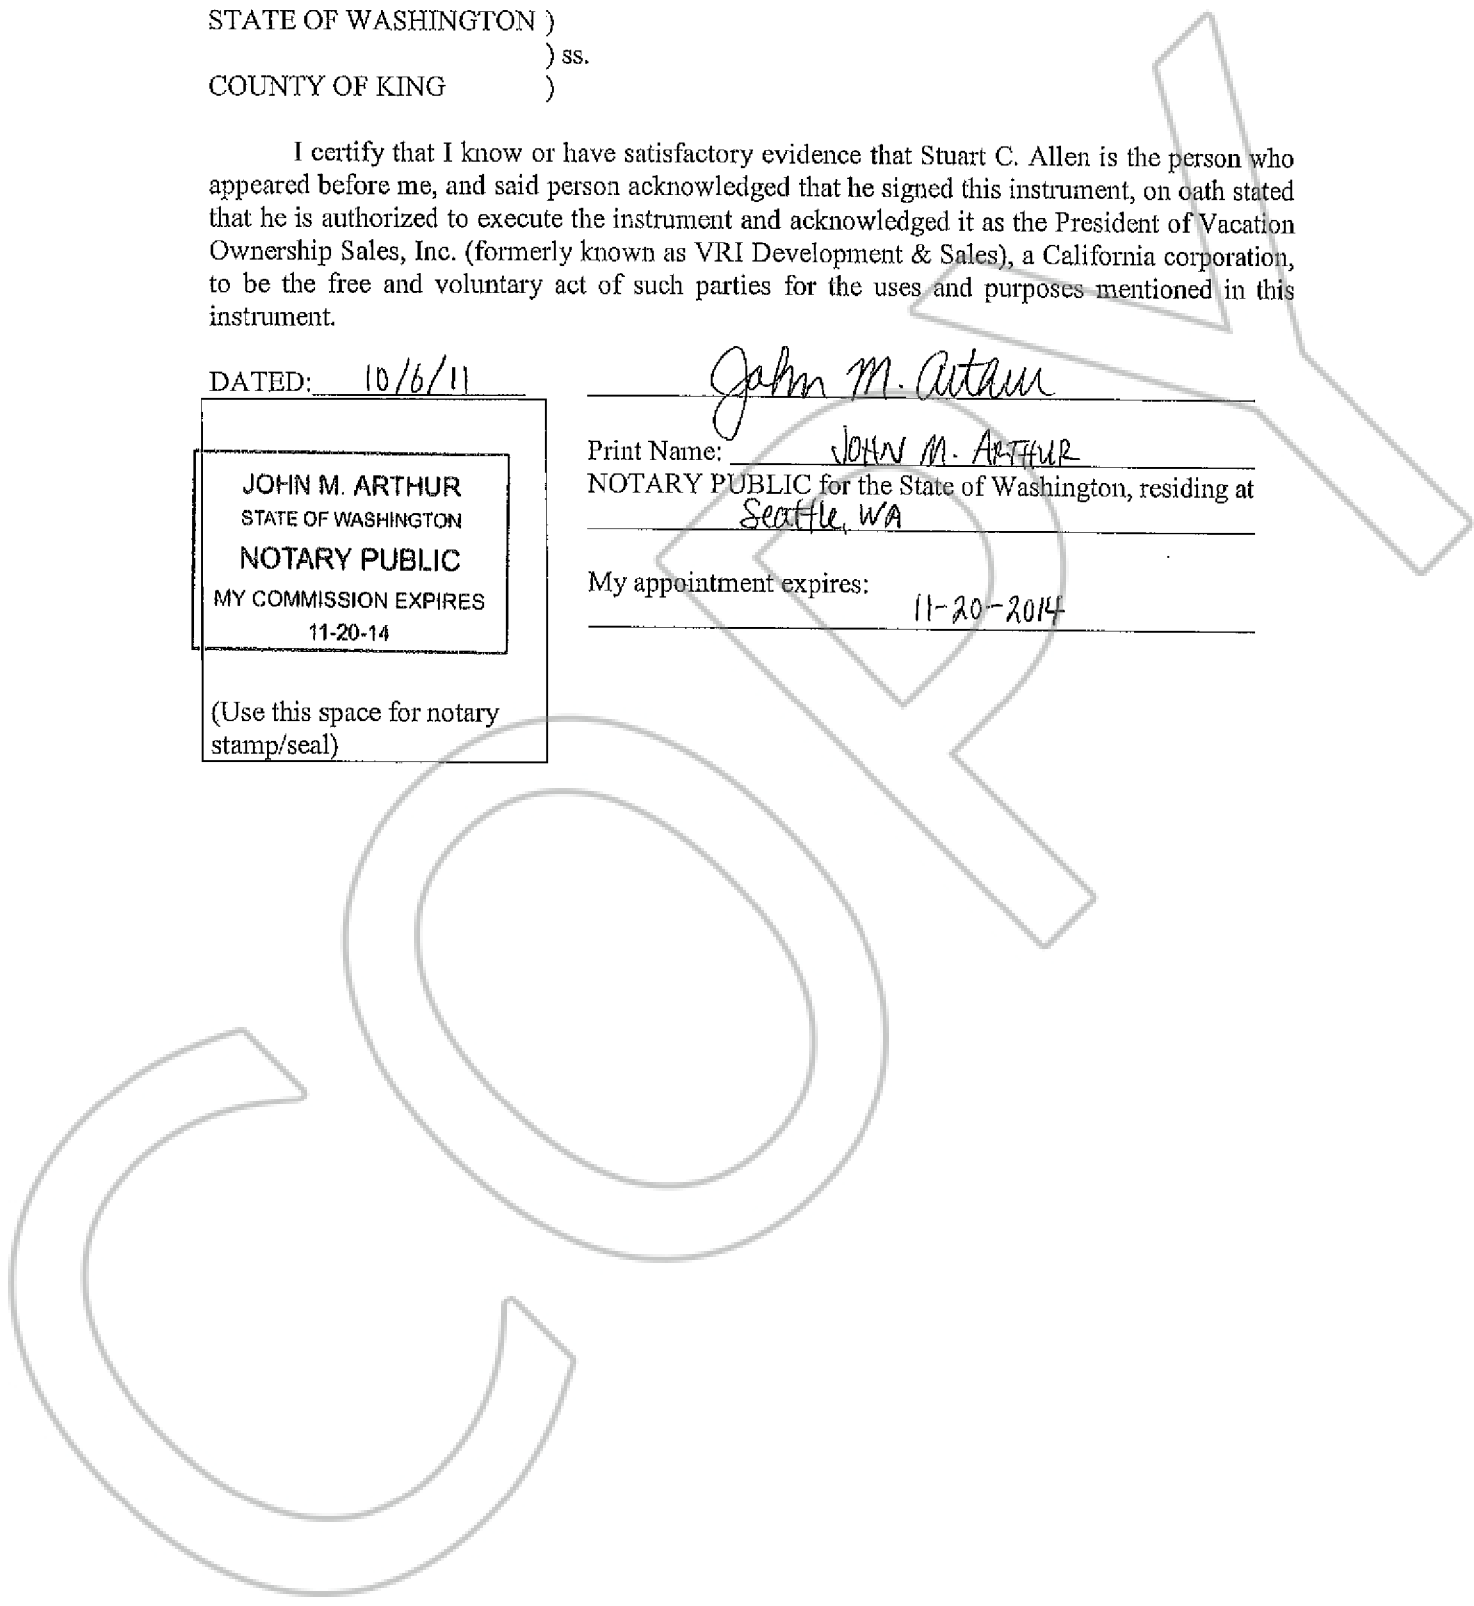 STATE OF WASHINGTON )
) ss.
COUNTY OF KING )
I certify that I know or have satisfactory evidence that Stuart C. Allen is the person who
appeared before me, and said person acknowledged that he signed this instrument, on oath stated
that he is authorized to execute the instrument and acknowledged it as the President of Vacation
Ownership Sales, Inc. (formerly known as VRI Development & Sales), a California corporation,
to be the free and voluntary act of such parties for the uses and purposes mentioned in this
instrument.
DATED: 10/6/11
John M. Arthur
Print Name: JOHN M. ARTHUR
NOTARY PUBLIC for the State of Washington, residing at
Seattle, WA
My appointment expires:
11-20-2014
JOHN M. ARTHUR
STATE OF WASHINGTON
NOTARY PUBLIC
MY COMMISSION EXPIRES
11-20-14
(Use this space for notary
stamp/seal)
COPY